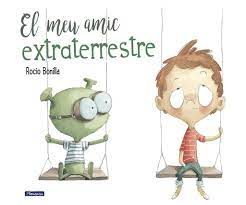 El meu amic
extraterrestre
Rocio Bonilla